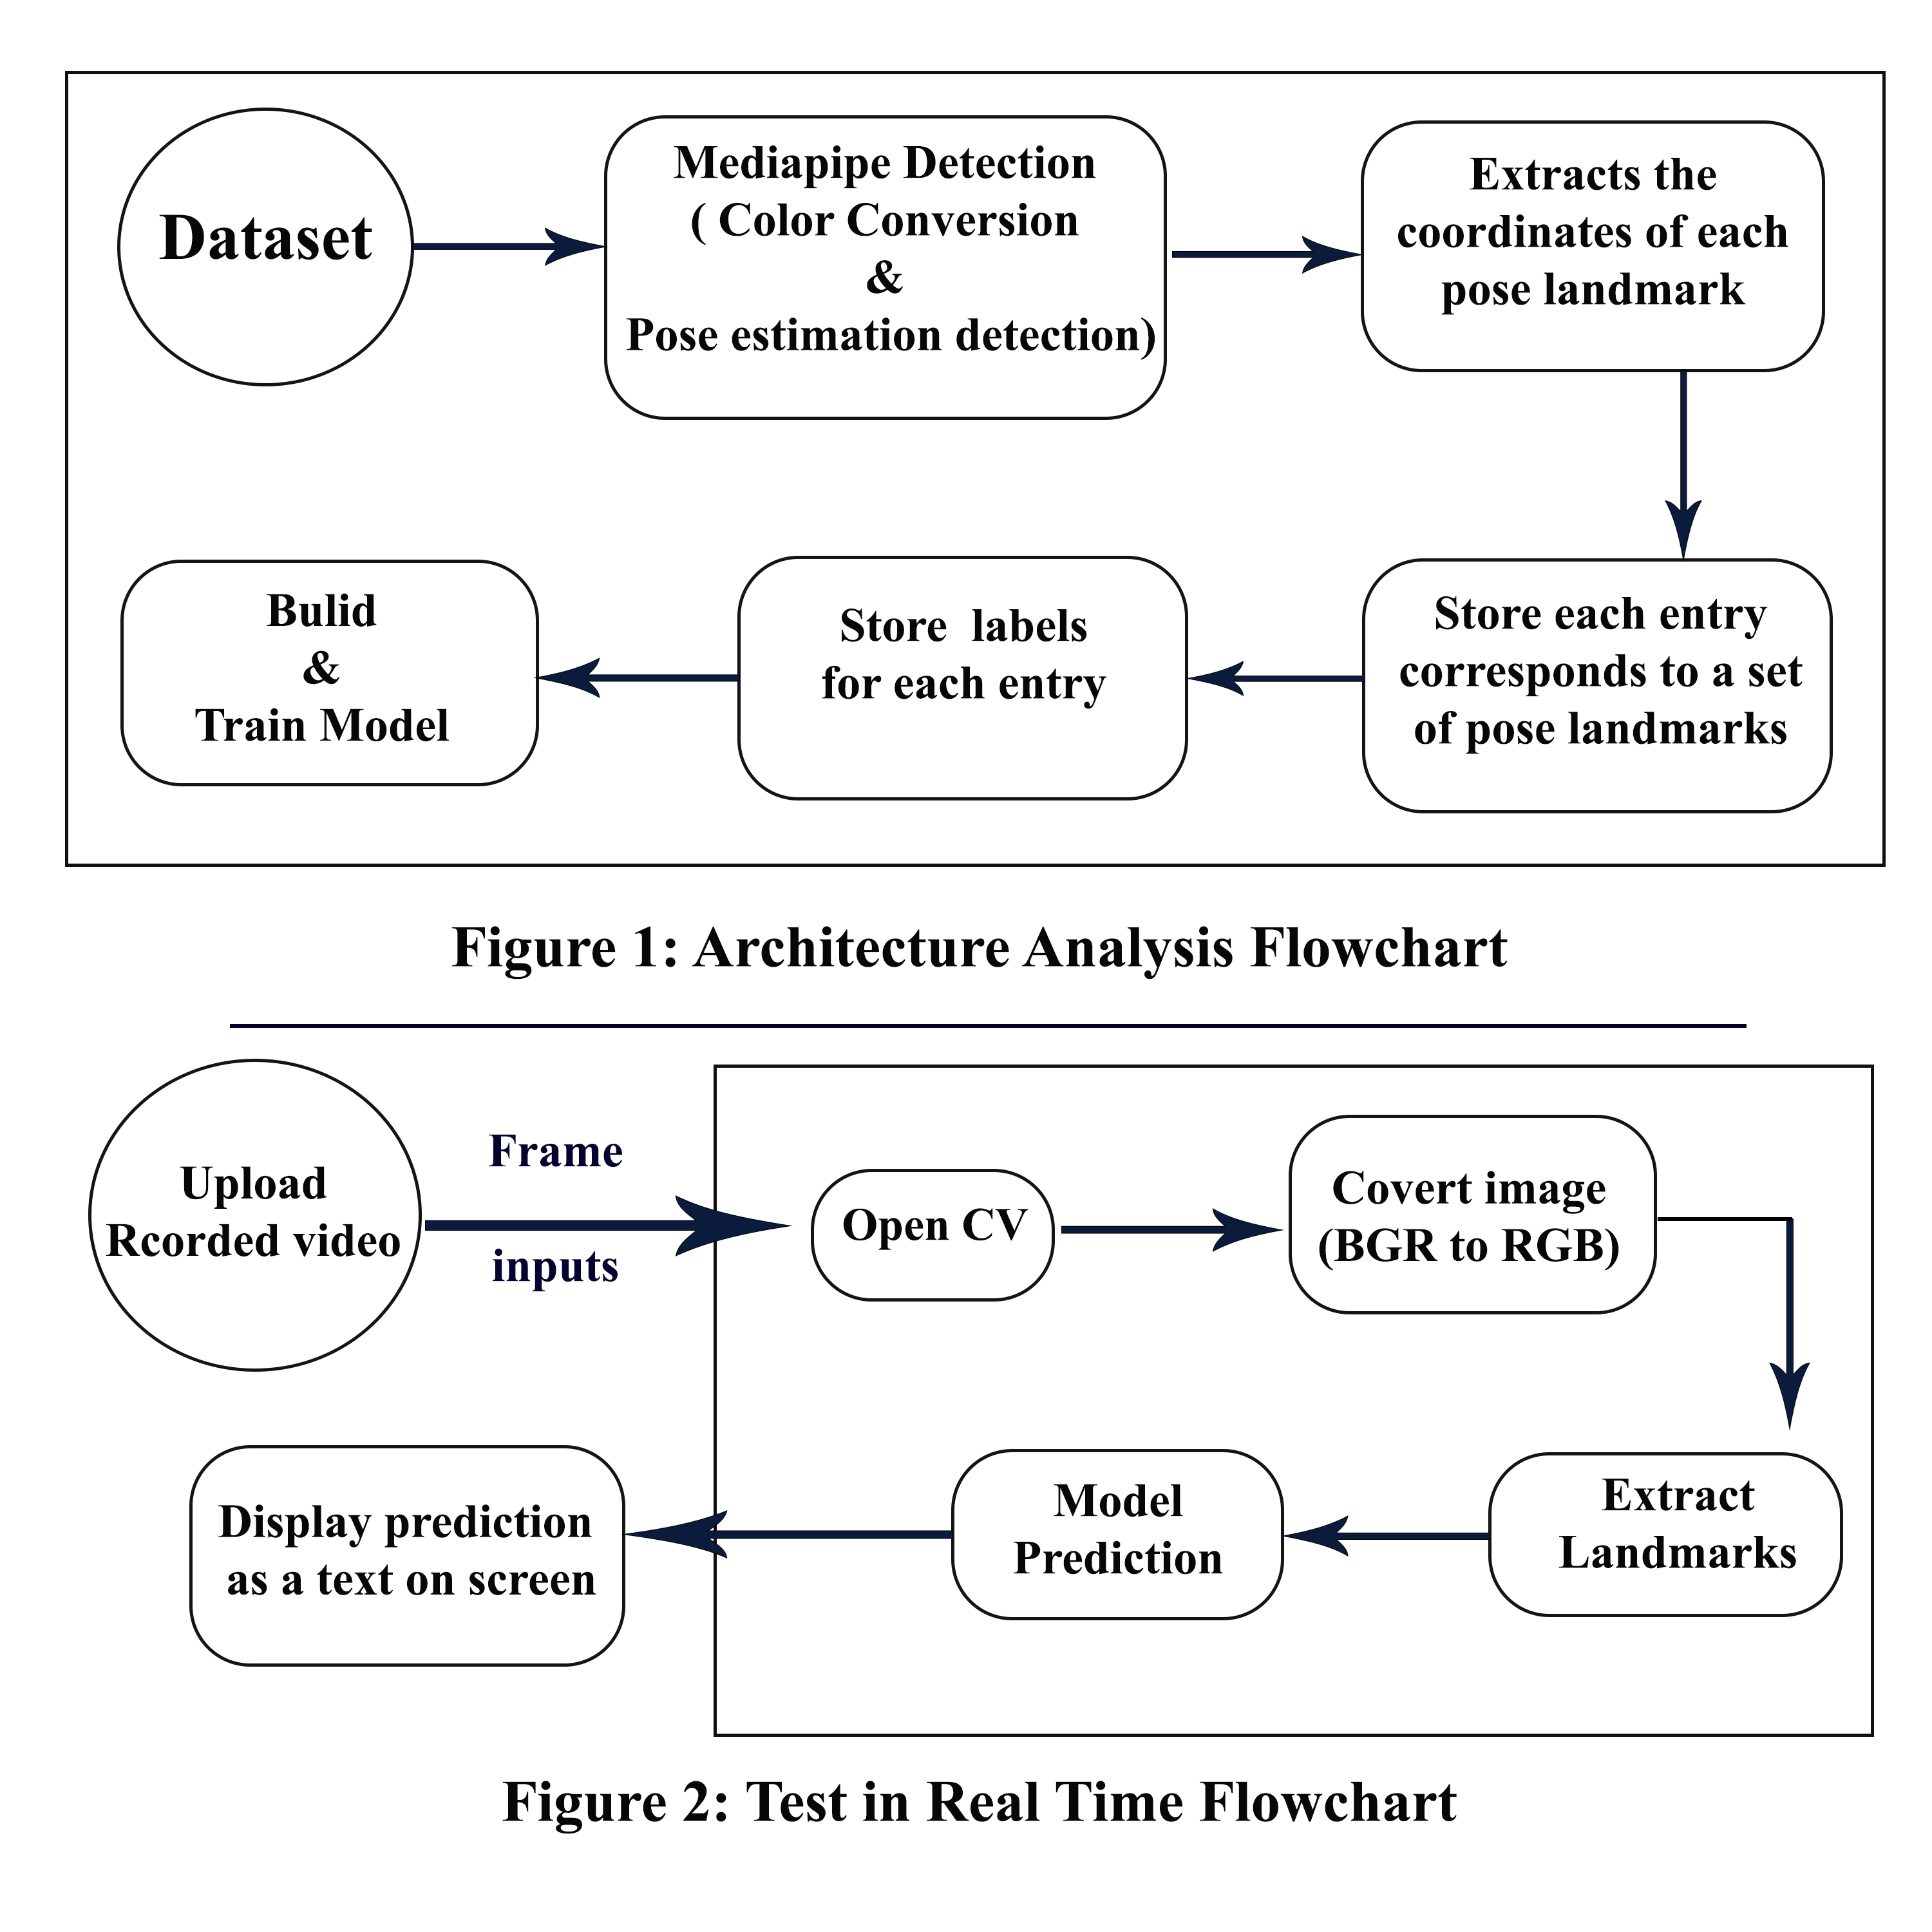 Dataset
Mediapipe Detection
( Color Conversion
&
Pose estimation detection)
Extracts the
coordinates of each
pose landmark
Store each entry
corresponds to a set
of pose landmarks
Store labels
for each entry
Bulid
&
Train Model
Figure 1: Architecture Analysis Flowchart
Upload
Rcorded video
Frame
inputs
Open CV
Covert image
(BGR to RGB)
Extract
Landmarks
Model
Prediction
Display prediction
as a text on screen
Figure 2: Test in Real Time Flowchart